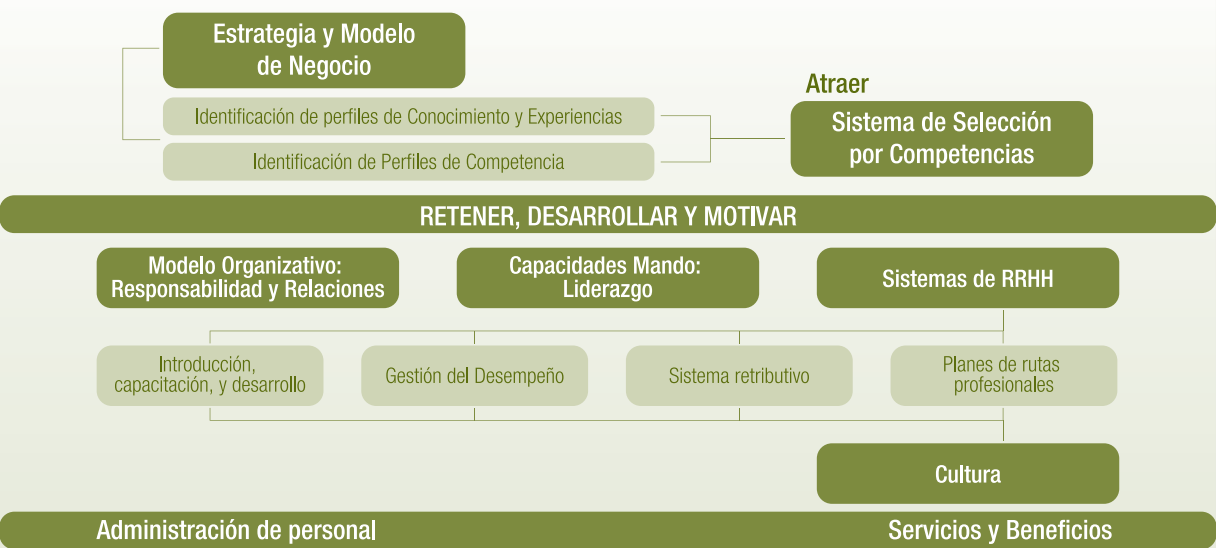 Estrategia y Modelo
de Negocio
Identificación de perfiles de Conocimiento y Experiencias
Identificación de Perfiles de Competencia
Atraer
Sistema de Selección
por Competencias
RETENER, DESARROLLAR Y MOTIVAR
Modelo Organizativo:
Responsabilidad y Relaciones
Capacidades Mando:
Liderazgo
Sistemas de RRHH
Introducción,
capacitación, y desarrollo
Gestión del Desempeño
Sistema retributivo
Planes de rutas
profesionales
Cultura
Administración de personal
Servicios y Beneficios